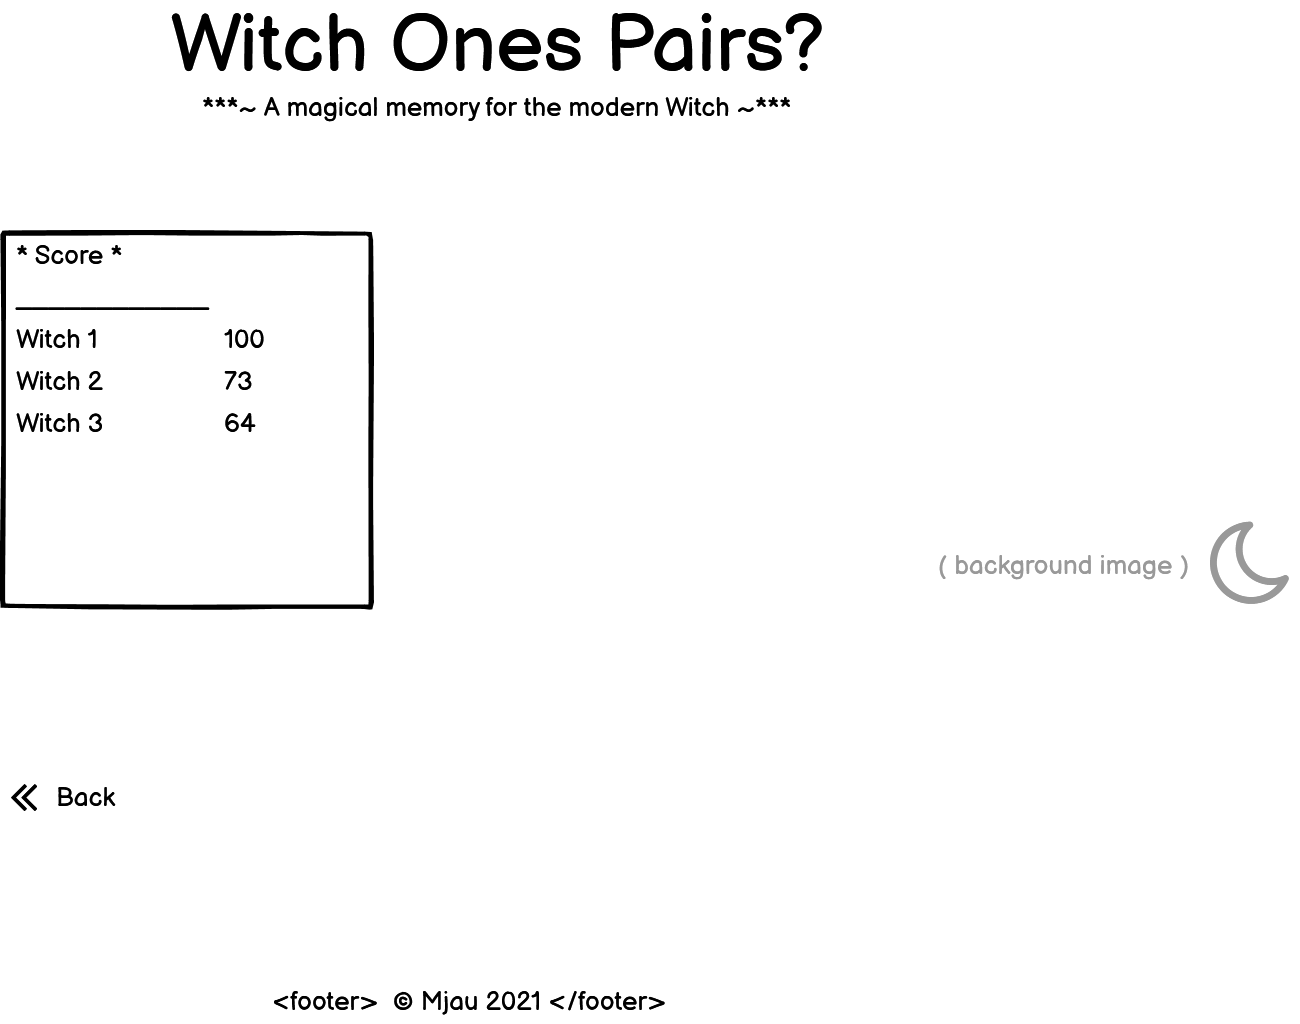 Witch Ones Pairs?
***~ A magical memory for the modern Witch ~***
* Score *
Witch 1 100
Witch 2 73
Witch 3 64
( background image )
Back
<footer> © Mjau 2021 </footer>